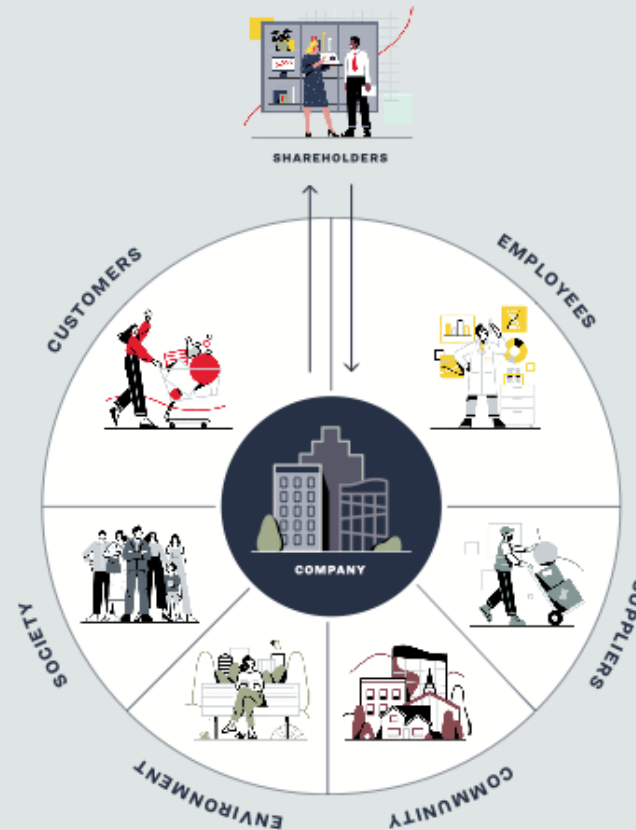 SHAREHOLDERS
CUSTOMERS
EMPLOYEES
COMPANY
SOCIETY
SUPPLIERS
ENVIRONMENT
COMMUNITY